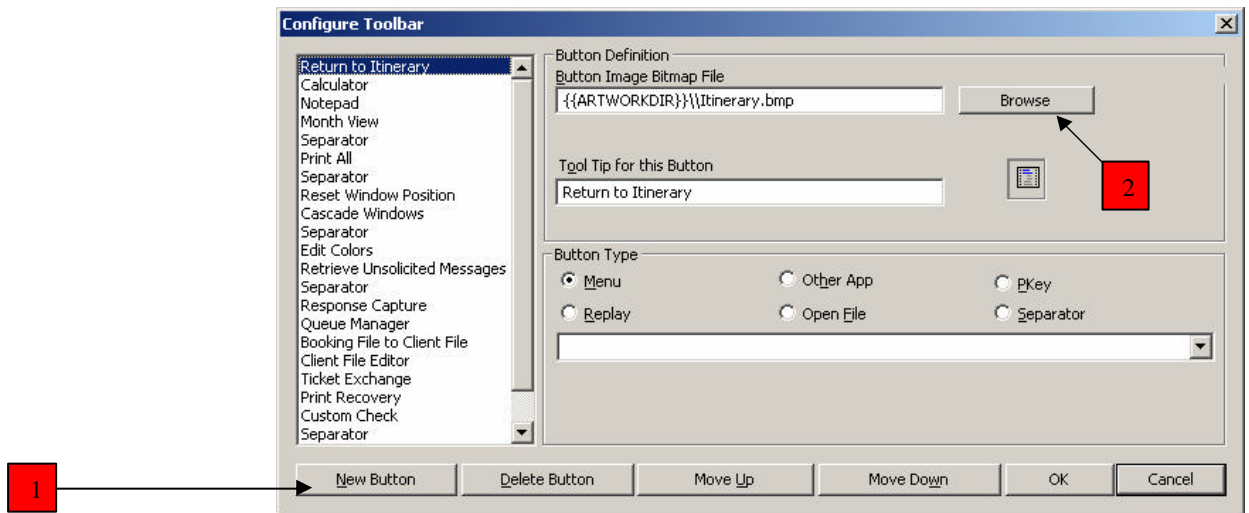 Configure Toolbar
Return to Itinerary
Calculator
Notepad
Month View
Separator
Print All
Separator
Reset Window Position
Cascade Windows
Separator
Edit Colors
Retrieve Unsolicited Messages
Separator
Response Capture
Queue Manager
Booking File to Client File
Client File Editor
Ticket Exchange
Print Recovery
Custom Check
Separator
Button Definition
Button Image Bitmap File
{{ARTWORKDIR}}\\Itinerary.bmp
Browse
2
Tool Tip for this Button
Return to Itinerary
Button Type
Menu
Other App
PKey
Replay
Open File
Separator
1
New Button
Delete Button
Move Up
Move Down
OK
Cancel